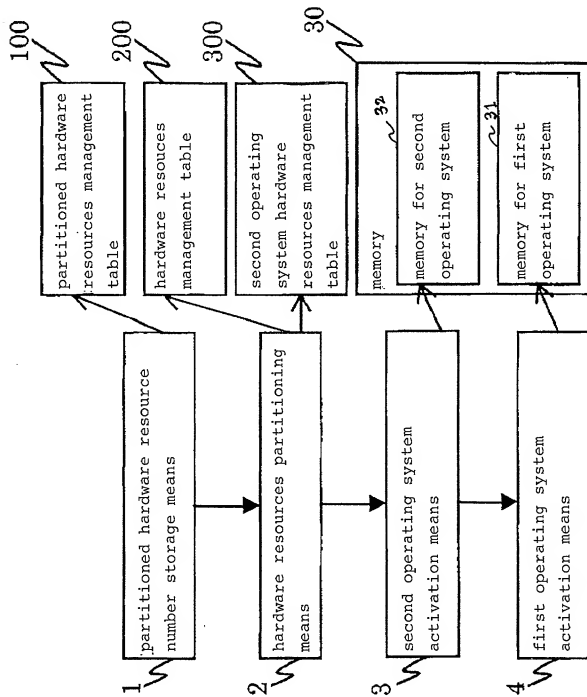 1
partitioned hardware resource
number storage means
2
hardware resources partitioning
means
3
second operating system
activation means
4
first operating system
activation means
100
partitioned hardware
resources management
table
200
hardware resouces
management table
300
second operating
system hardware
resources management
table
30
memory
32
memory for second
operating system
31
memory for first
operating system